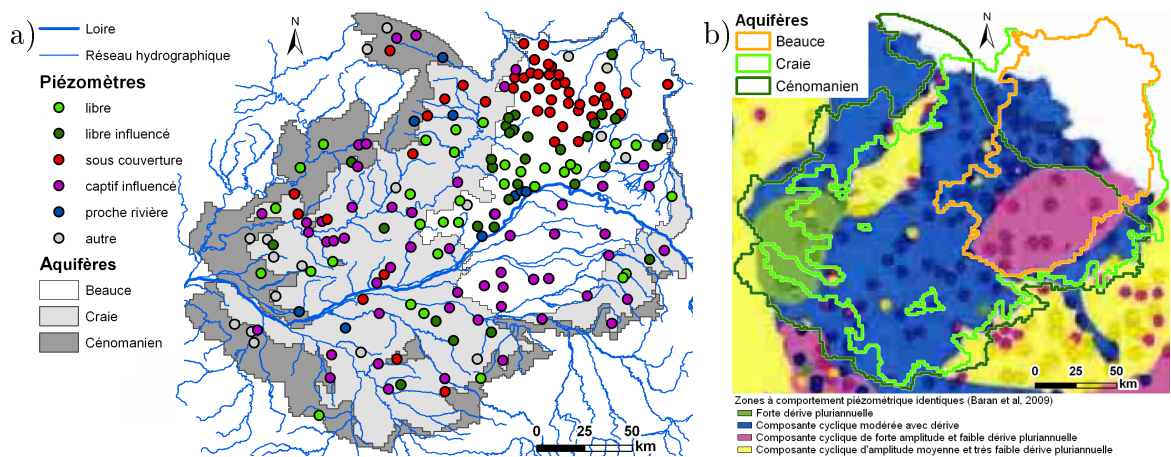 a)
N
Loire
Réseau hydrographique
Piézomètres
libre
libre influencé
sous couverture
captif influencé
proche rivière
autre
Aquifères
Beauce
Craie
Cénomanien
0 25 50
km
b)
Aquifères
Beauce
Craie
Cénomanien
N
0 25 50
km
Zones à comportement piézométrique identiques (Baran et al, 2009)
Forte dérive pluriannuelle
Composante cyclique modérée avec dérive
Composante cyclique de forte amplitude et faible dérive pluriannuelle
Composante cyclique d'amplitude moyenne et très faible dérive pluriannuelle